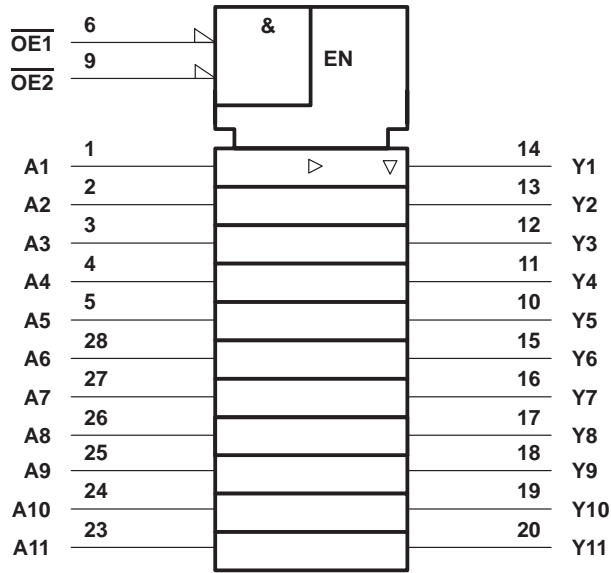 6 &
OE1
9 EN
OE2
1 14
A1 Y1
2 13
A2 Y2
3 12
A3 Y3
4 11
A4 Y4
5 10
A5 Y5
28 15
A6 Y6
27 16
A7 Y7
26 17
A8 Y8
25 18
A9 Y9
24 19
A10 Y10
23 20
A11 Y11